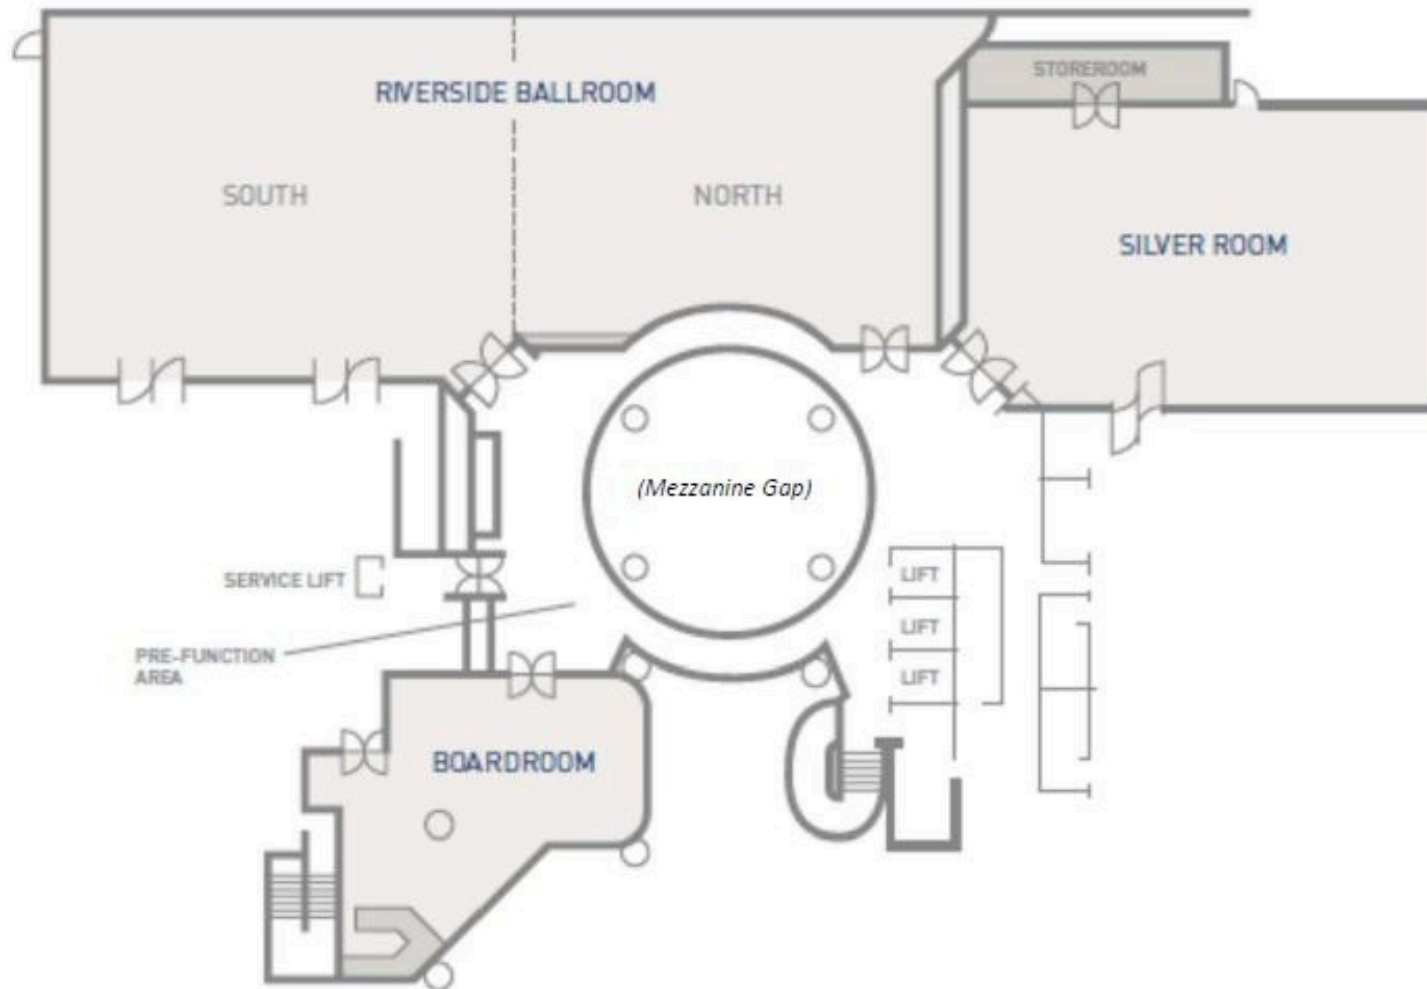 STOREROOM
RIVERSIDE BALLROOM
SOUTH
NORTH
SILVER ROOM
(Mezzanine Gap)
LIFT
SERVICE LIFT
LIFT
PRE-FUNCTION
AREA
LIFT
BOARDROOM